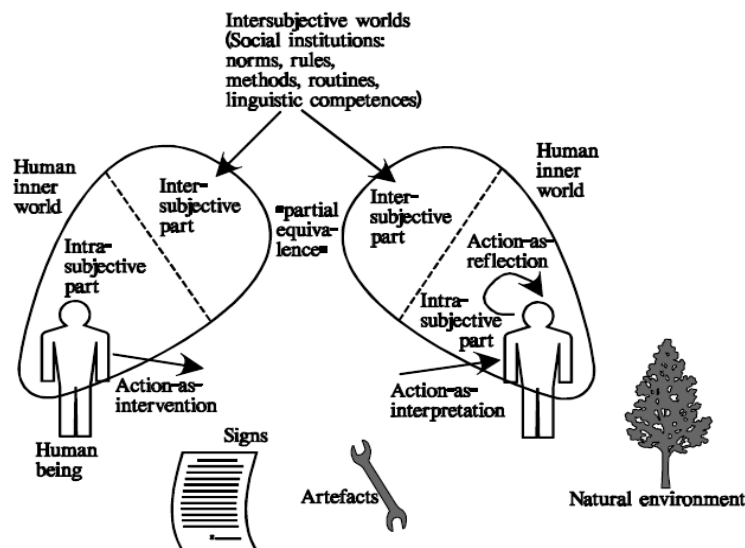 Intersubjective worlds
(Social institutions:
norms, rules,
methods, routines,
linguistic competences)
Human
inner
world
Inter-
subjective
part
Intra-
subjective
part
"partial
equiva-
lence"
Human
inner
world
Inter-
subjective
part
Action-as-
reflection
Intra-
subjective
part
Action-as-
intervention
Action-as-
interpretation
Human
being
Signs
Artefacts
Natural environment